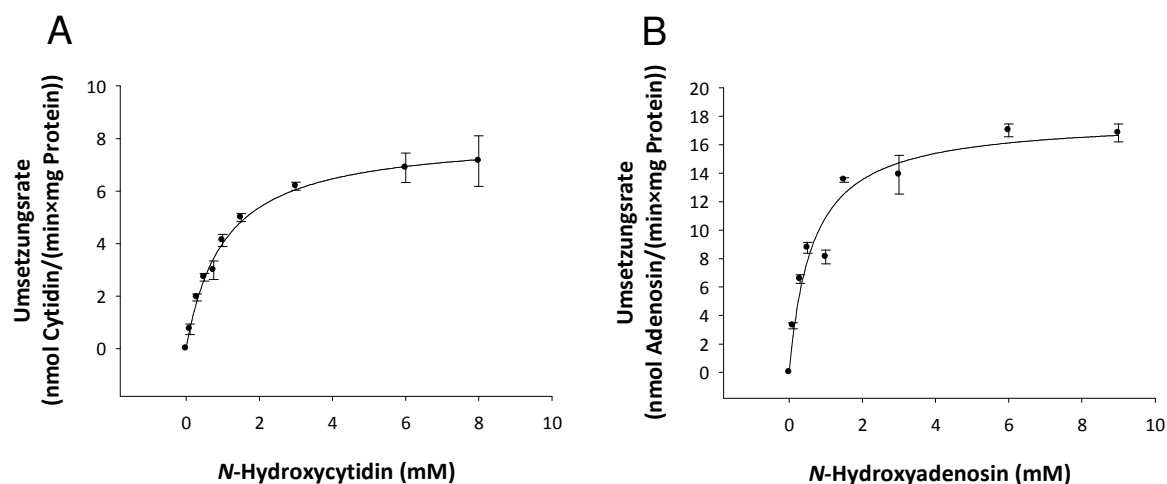 A
Umsetzungsrate
(nmol Cytidin/(min×mg Protein))
10
8
6
4
2
0
0 2 4 6 8 10
N-Hydroxycytidin (mM)
B
Umsetzungsrate
(nmol Adenosin/(min×mg Protein))
20
18
16
14
12
10
8
6
4
2
0
0 2 4 6 8 10
N-Hydroxyadenosin (mM)